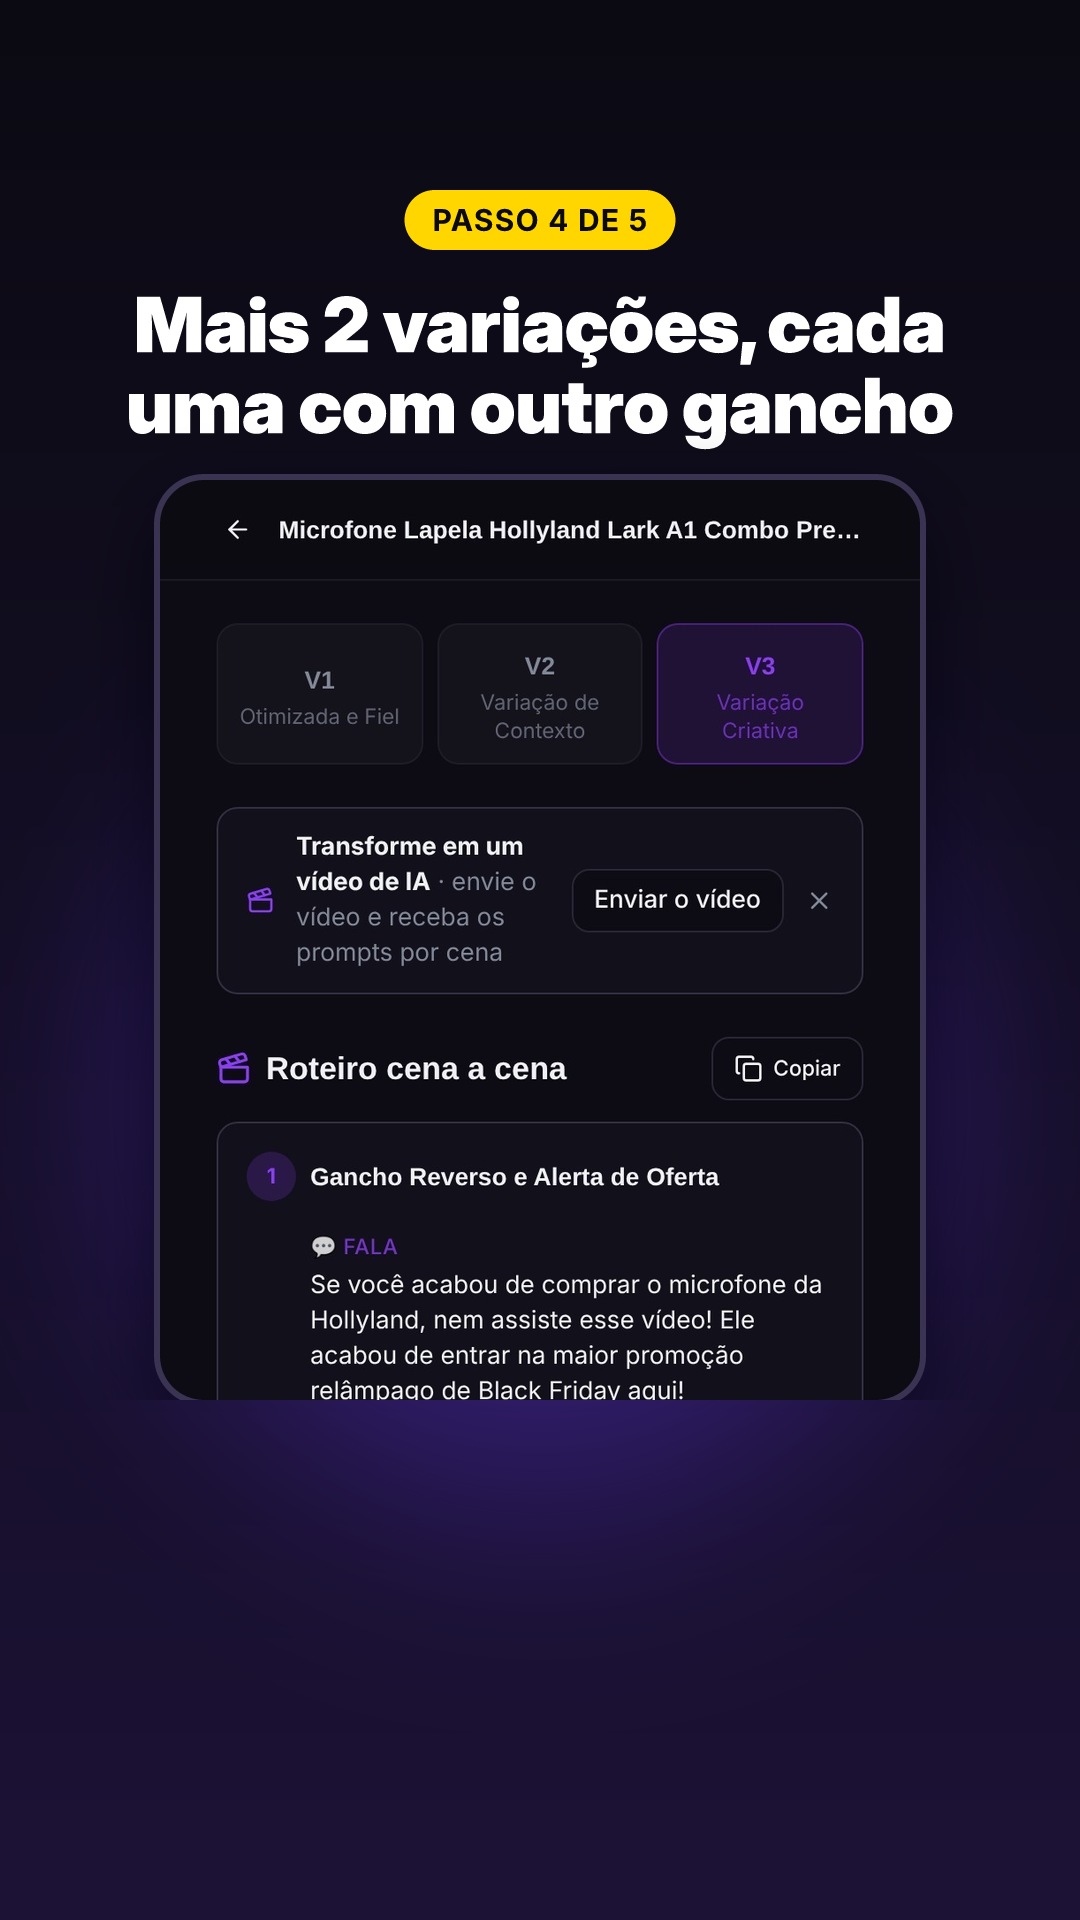 PASSO 4 DE 5
Mais 2 variações, cada
uma com outro gancho
Microfone Lapela Hollyland Lark A1 Combo Pre...
V1
Otimizada e Fiel
V2
Variação de
Contexto
V3
Variação
Criativa
Transforme em um
vídeo de IA · envie o
vídeo e receba os
prompts por cena
Enviar o vídeo
Roteiro cena a cena
Copiar
1
Gancho Reverso e Alerta de Oferta
💬 FALA
Se você acabou de comprar o microfone da
Hollyland, nem assiste esse vídeo! Ele
acabou de entrar na maior promoção
relâmpago de Black Friday aqui!